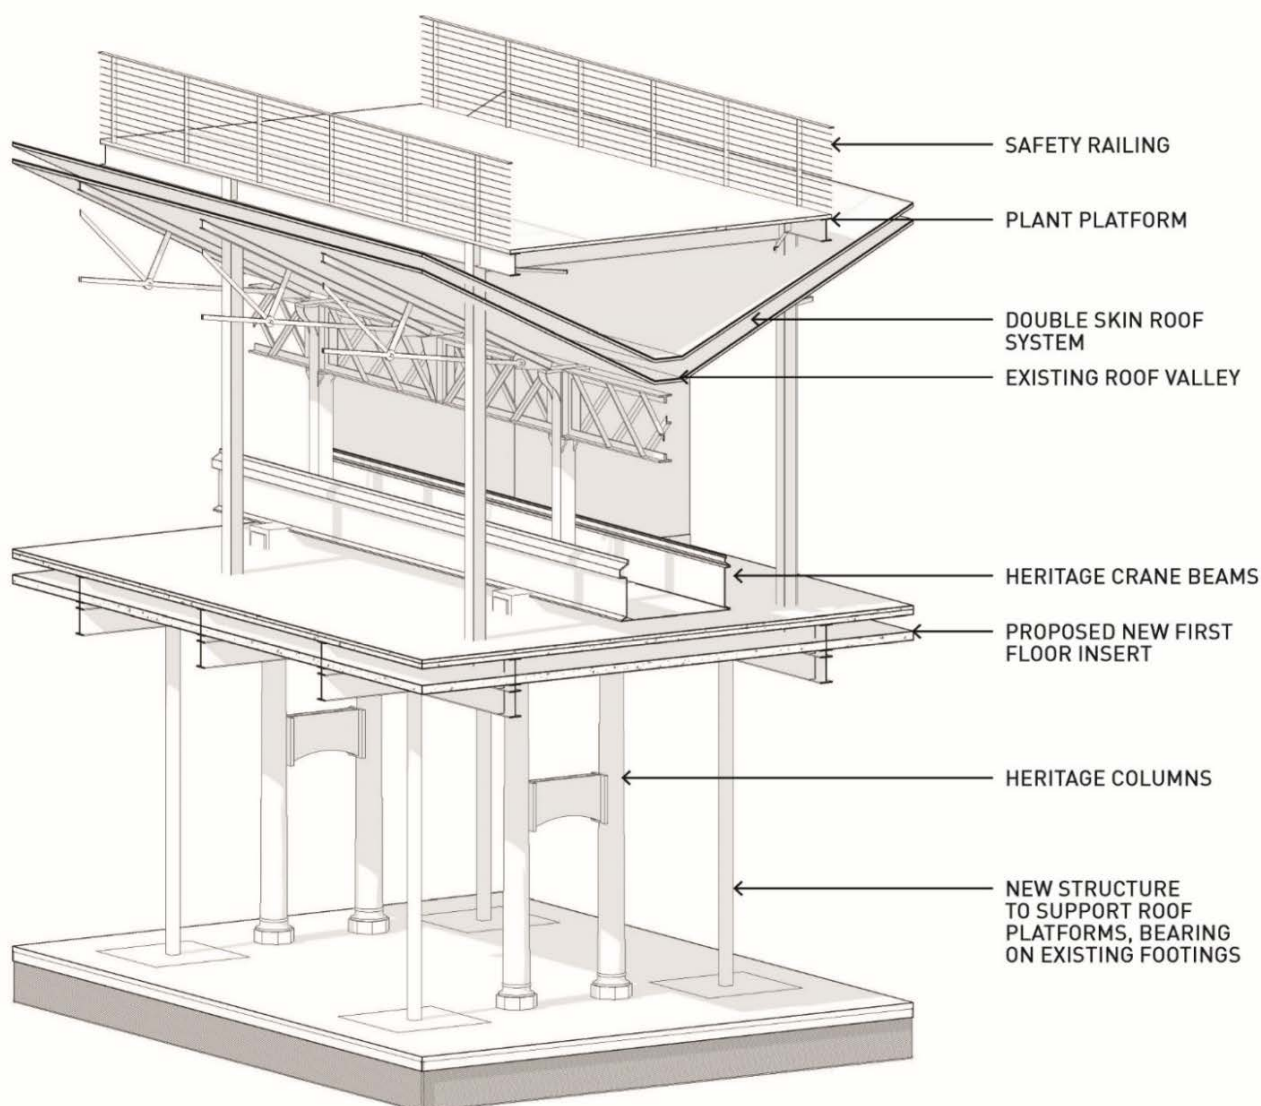 SAFETY RAILING
PLANT PLATFORM
DOUBLE SKIN ROOF
SYSTEM
EXISTING ROOF VALLEY
HERITAGE CRANE BEAMS
PROPOSED NEW FIRST
FLOOR INSERT
HERITAGE COLUMNS
NEW STRUCTURE
TO SUPPORT ROOF
PLATFORMS, BEARING
ON EXISTING FOOTINGS